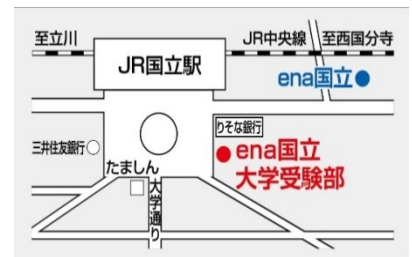 至立川
JR中央線
至西国分寺
JR国立駅
ena国立
りそな銀行
三井住友銀行
ena国立
大学受験部
たましん
大学通り